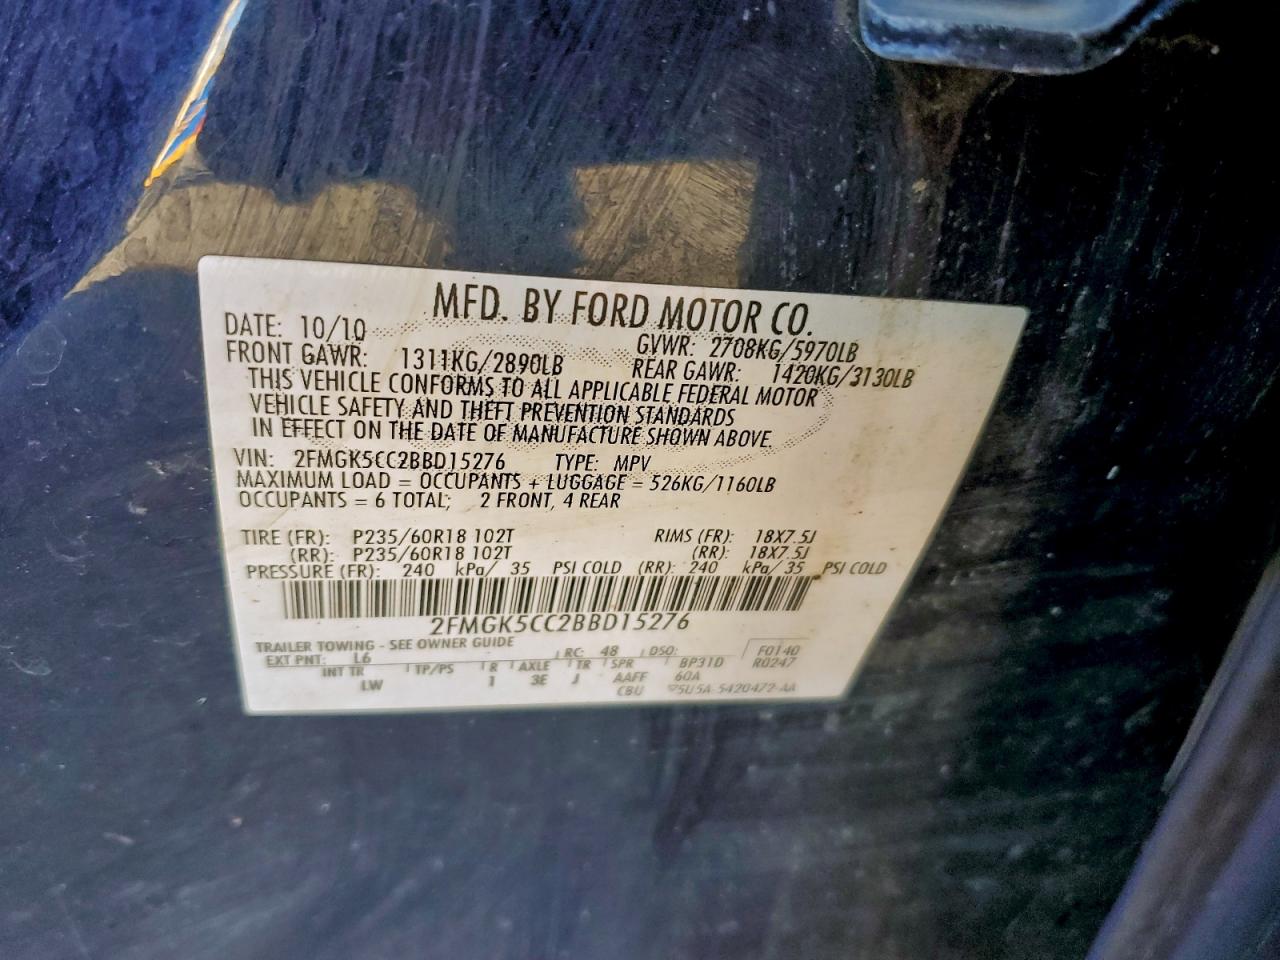 MFD. BY FORD MOTOR CO.
DATE: 10/10 GVWR: 2708KG/5970LB
FRONT GAWR: 1311KG/2890LB REAR GAWR: 1420KG/3130LB
THIS VEHICLE CONFORMS TO ALL APPLICABLE FEDERAL MOTOR
VEHICLE SAFETY AND THEFT PREVENTION STANDARDS
IN EFFECT ON THE DATE OF MANUFACTURE SHOWN ABOVE.
VIN: 2FMGK5CC2BBD15276 TYPE: MPV
MAXIMUM LOAD = OCCUPANTS + LUGGAGE = 526KG/1160LB
OCCUPANTS = 6 TOTAL; 2 FRONT, 4 REAR
TIRE (FR): P235/60R18 102T RIMS (FR): 18X7.5J
(RR): P235/60R18 102T (RR): 18X7.5J
PRESSURE (FR): 240 kPa/ 35 PSI COLD (RR): 240 kPa/ 35 PSI COLD
2FMGK5CC2BBD15276
TRAILER TOWING - SEE OWNER GUIDE
EXT PNT: L6 RC: 48 DSO: F0140
INT TR TP/PS R AXLE TR SPR BP31D R0247
LW 1 3E J AAFF 60A
CBU 5U5A-5420472-AA